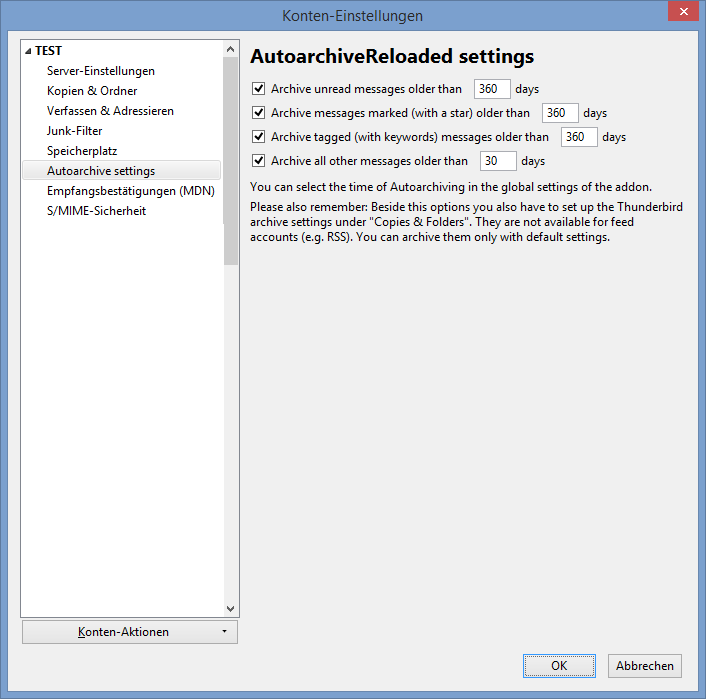 Konten-Einstellungen
TEST
Server-Einstellungen
Kopien & Ordner
Verfassen & Adressieren
Junk-Filter
Speicherplatz
Autoarchive settings
Empfangsbestätigungen (MDN)
S/MIME-Sicherheit
Konten-Aktionen
AutoarchiveReloaded settings
Archive unread messages older than 360 days
Archive messages marked (with a star) older than 360 days
Archive tagged (with keywords) messages older than 360 days
Archive all other messages older than 30 days
You can select the time of Autoarchiving in the global settings of the addon.
Please also remember: Beside this options you also have to set up the Thunderbird
archive settings under "Copies & Folders". They are not available for feed
accounts (e.g. RSS). You can archive them only with default settings.
OK
Abbrechen